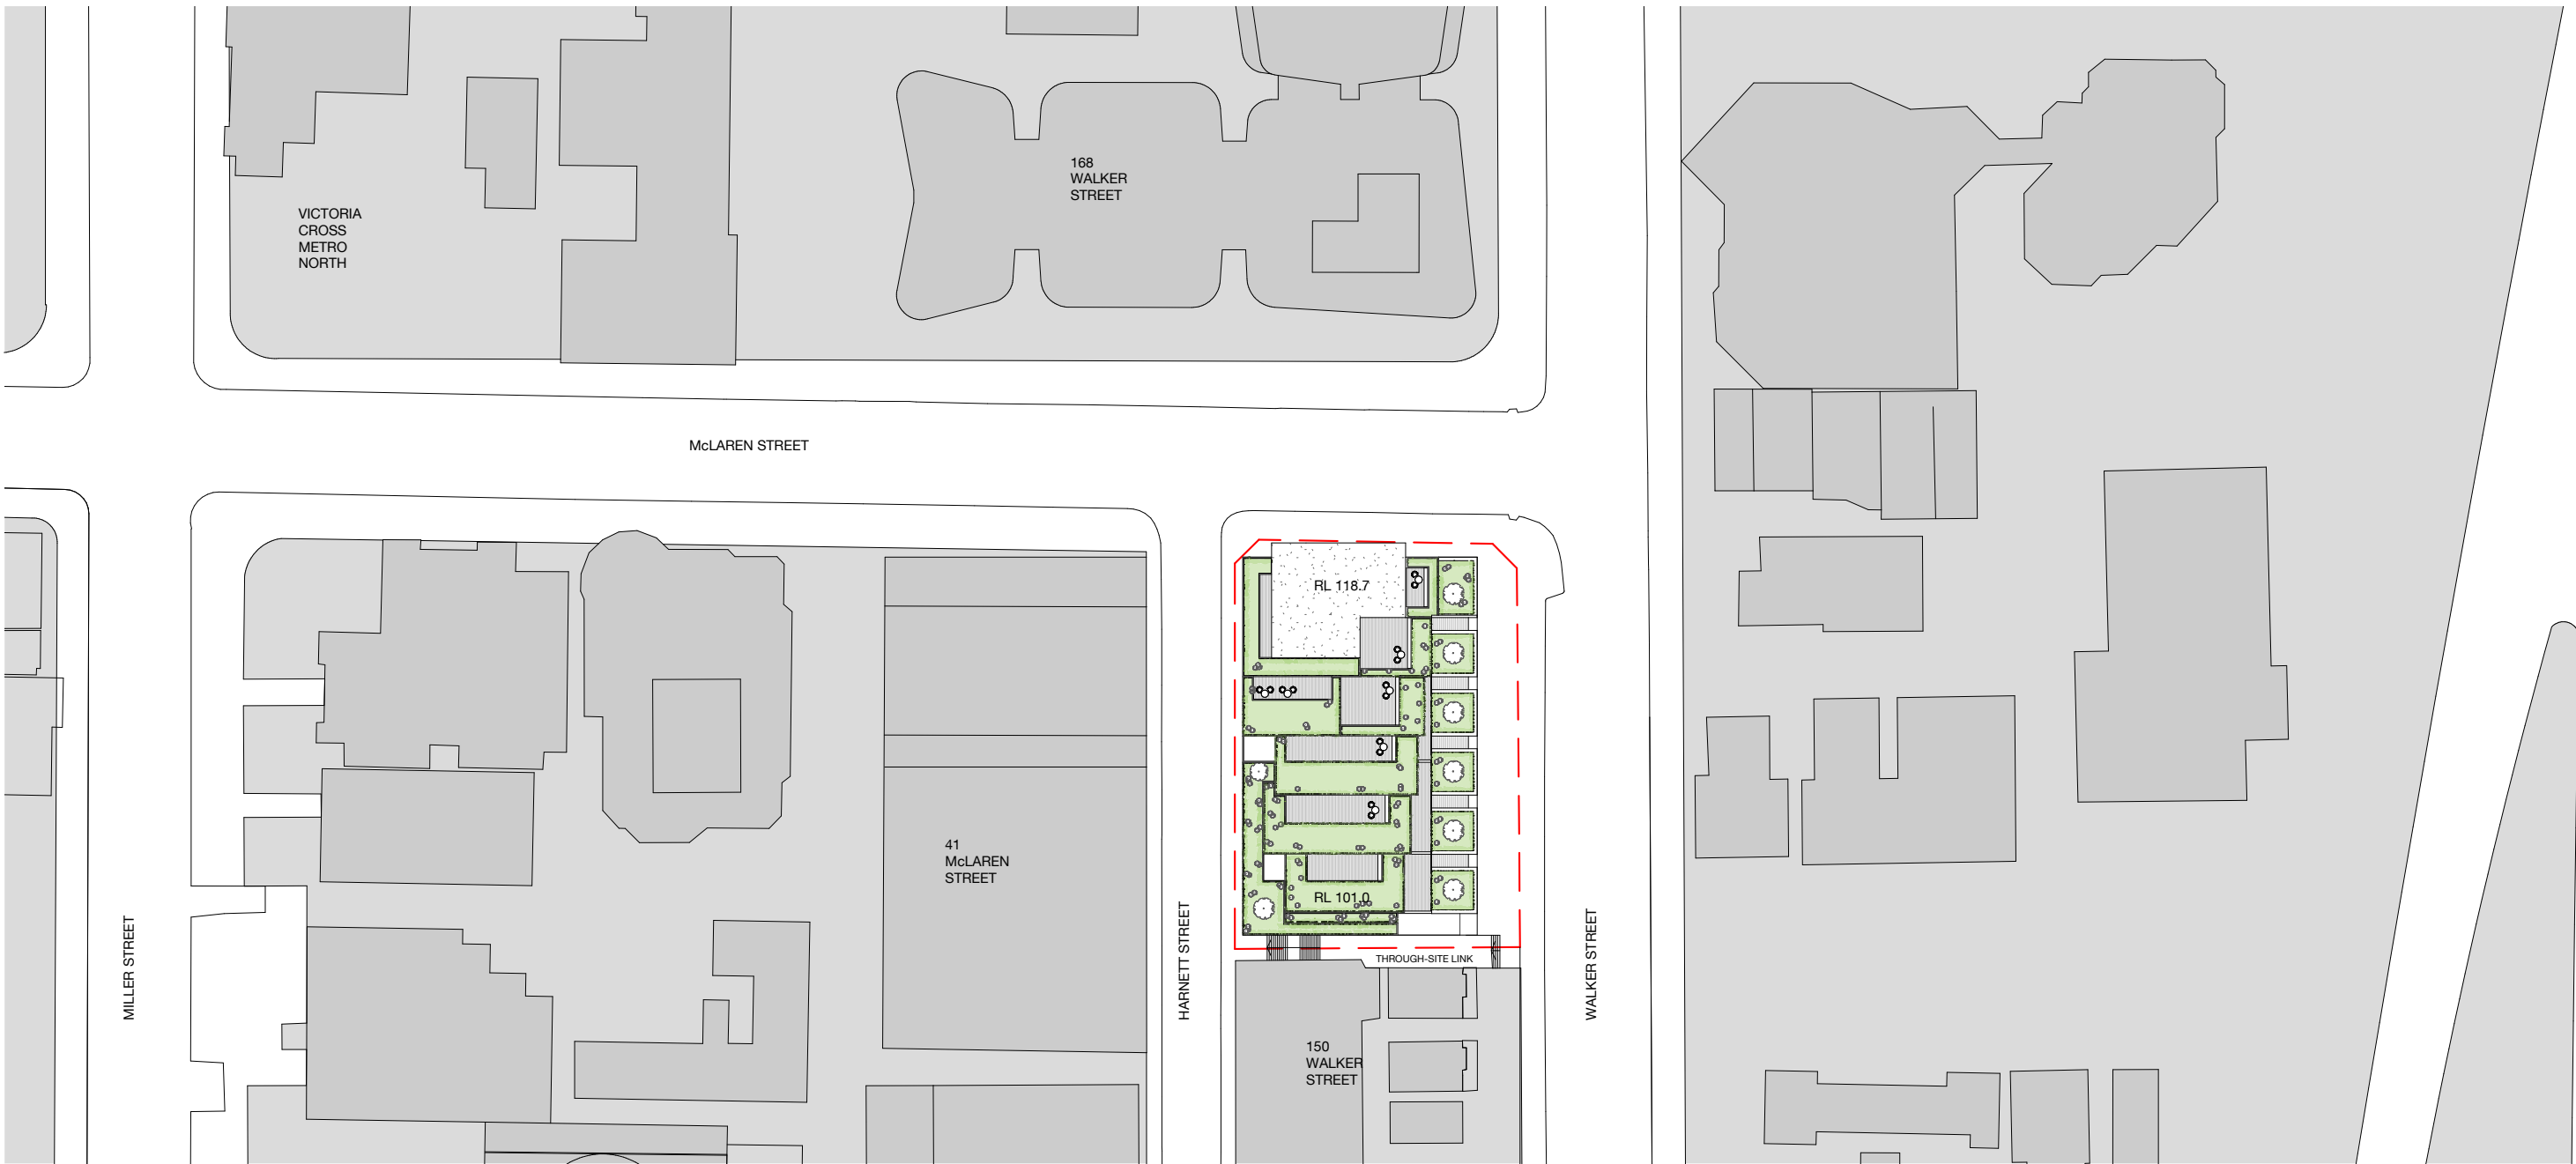 168
WALKER
STREET
VICTORIA
CROSS
METRO
NORTH
McLAREN STREET
RL 118.7
41
McLAREN
STREET
RL 101.0
MILLER STREET
HARNETT STREET
WALKER STREET
THROUGH-SITE LINK
150
WALKER
STREET